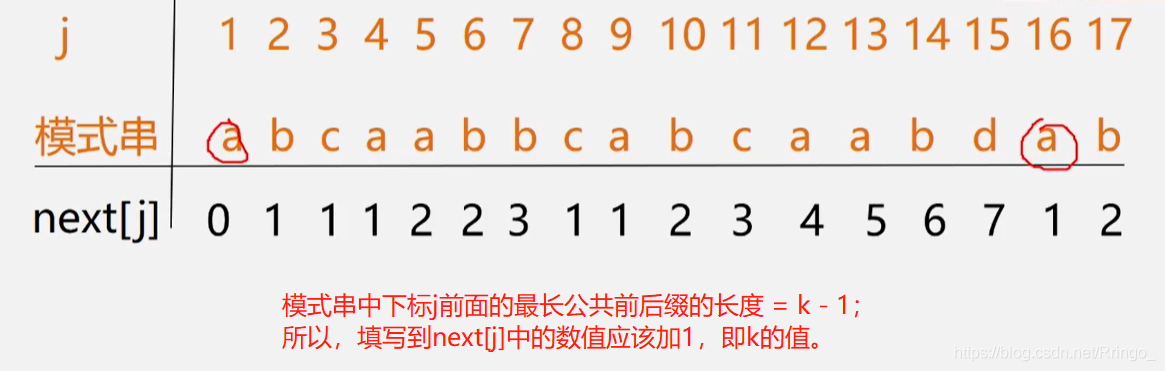 j 1 2 3 4 5 6 7 8 9 10 11 12 13 14 15 16 17
模式串 a b c a a b b c a b c a a b d a b
next[j] 0 1 1 1 2 2 3 1 1 2 3 4 5 6 7 1 2
模式串中下标j前面的最长公共前后缀的长度 = k - 1；
所以，填写到next[j]中的数值应该加1，即k的值。
https://blog.csdn.net/Rringo_